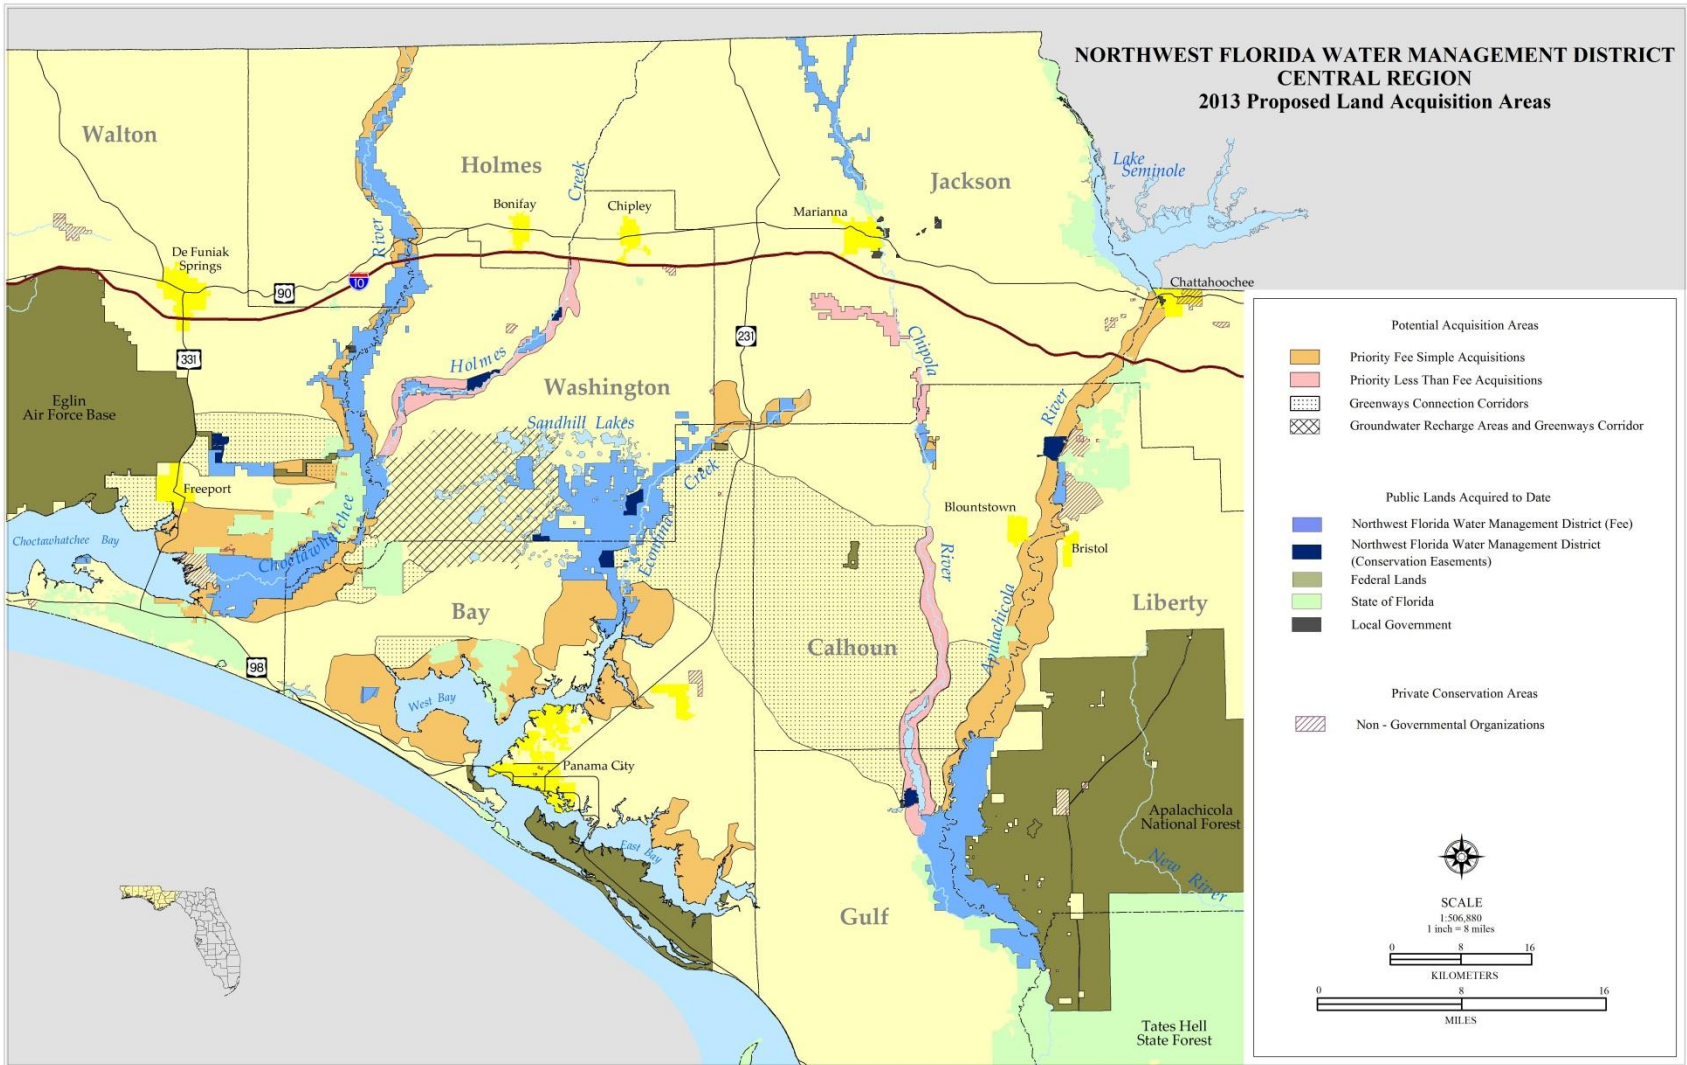 NORTHWEST FLORIDA WATER MANAGEMENT DISTRICT
CENTRAL REGION
2013 Proposed Land Acquisition Areas
Walton
Holmes
Creek
Jackson
Lake
Seminole
Bonifay
Chipley
Marianna
River
De Funiak
Springs
Chattahoochee
10
90
331
231
Holmes
Chipola
Washington
Eglin
Air Force Base
Sandhill Lakes
River
Creek
Freeport
Choctawhatchee
Choctawhatchee Bay
Econfina
Blountstown
Bristol
River
Bay
Apalachicola
Liberty
Calhoun
98
West Bay
Panama City
East Bay
Apalachicola
National Forest
New River
Gulf
Tates Hell
State Forest
Potential Acquisition Areas
Priority Fee Simple Acquisitions
Priority Less Than Fee Acquisitions
Greenways Connection Corridors
Groundwater Recharge Areas and Greenways Corridor
Public Lands Acquired to Date
Northwest Florida Water Management District (Fee)
Northwest Florida Water Management District
(Conservation Easements)
Federal Lands
State of Florida
Local Government
Private Conservation Areas
Non - Governmental Organizations
SCALE
1:506,880
1 inch = 8 miles
0 8 16
KILOMETERS
0 8 16
MILES